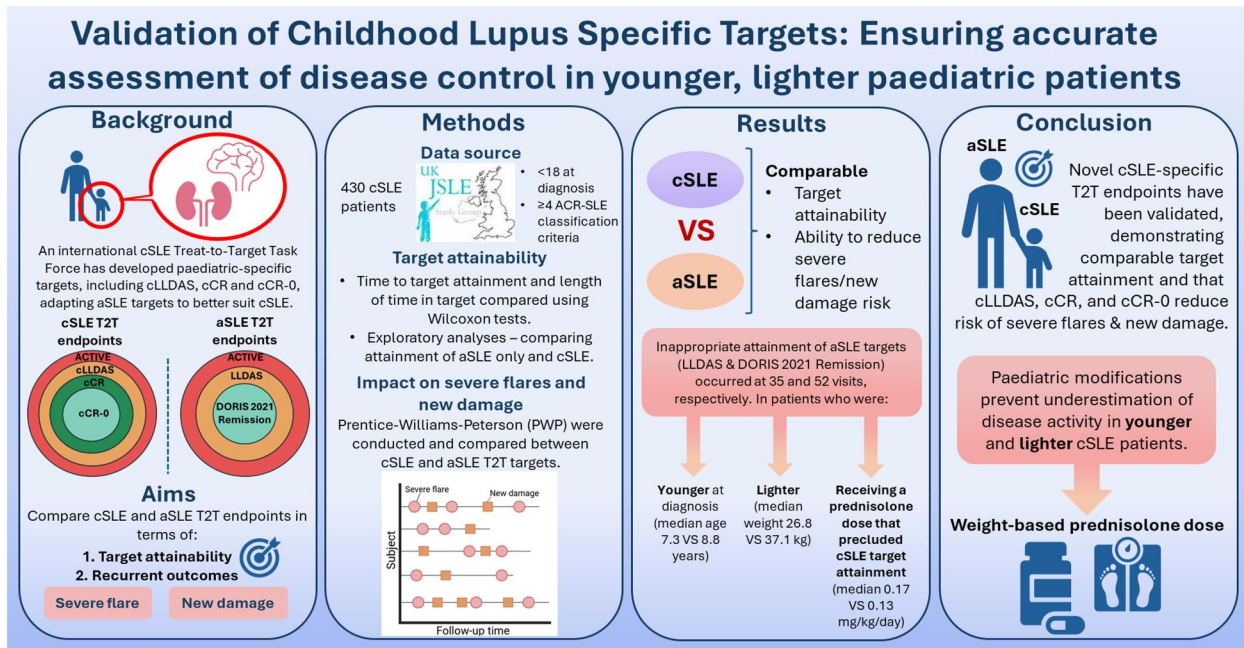 Validation of Childhood Lupus Specific Targets: Ensuring accurate
assessment of disease control in younger, lighter paediatric patients
Background
An international cSLE Treat-to-Target Task
Force has developed paediatric-specific
targets, including cLLDAS, cCR and cCR-0,
adapting aSLE targets to better suit cSLE.
cSLE T2T
endpoints
ACTIVE
cLLDAS
cCR
cCR-0
aSLE T2T
endpoints
ACTIVE
LLDAS
DORIS 2021
Remission
Aims
Compare cSLE and aSLE T2T endpoints in
terms of:
1. Target attainability
2. Recurrent outcomes
Severe flare
New damage
Methods
Data source
430 cSLE
patients
UK
JSLE
Study Group
• <18 at
diagnosis
• ≥4 ACR-SLE
classification
criteria
Target attainability
• Time to target attainment and length
of time in target compared using
Wilcoxon tests.
• Exploratory analyses – comparing
attainment of aSLE only and cSLE.
Impact on severe flares and
new damage
Prentice-Williams-Peterson (PWP) were
conducted and compared between
cSLE and aSLE T2T targets.
Severe flare
New damage
Subject
Follow-up time
Results
cSLE
VS
aSLE
Comparable
• Target
attainability
• Ability to reduce
severe
flares/new
damage risk
Inappropriate attainment of aSLE targets
(LLDAS & DORIS 2021 Remission)
occurred at 35 and 52 visits,
respectively. In patients who were:
Younger at
diagnosis
(median age
7.3 VS 8.8
years)
Lighter
(median
weight 26.8
VS 37.1 kg)
Receiving a
prednisolone
dose that
precluded
cSLE target
attainment
(median 0.17
VS 0.13
mg/kg/day)
Conclusion
aSLE
cSLE
Novel cSLE-specific
T2T endpoints have
been validated,
demonstrating
comparable target
attainment and that
cLLDAS, cCR, and cCR-0 reduce
risk of severe flares & new damage.
Paediatric modifications
prevent underestimation of
disease activity in younger
and lighter cSLE patients.
Weight-based prednisolone dose